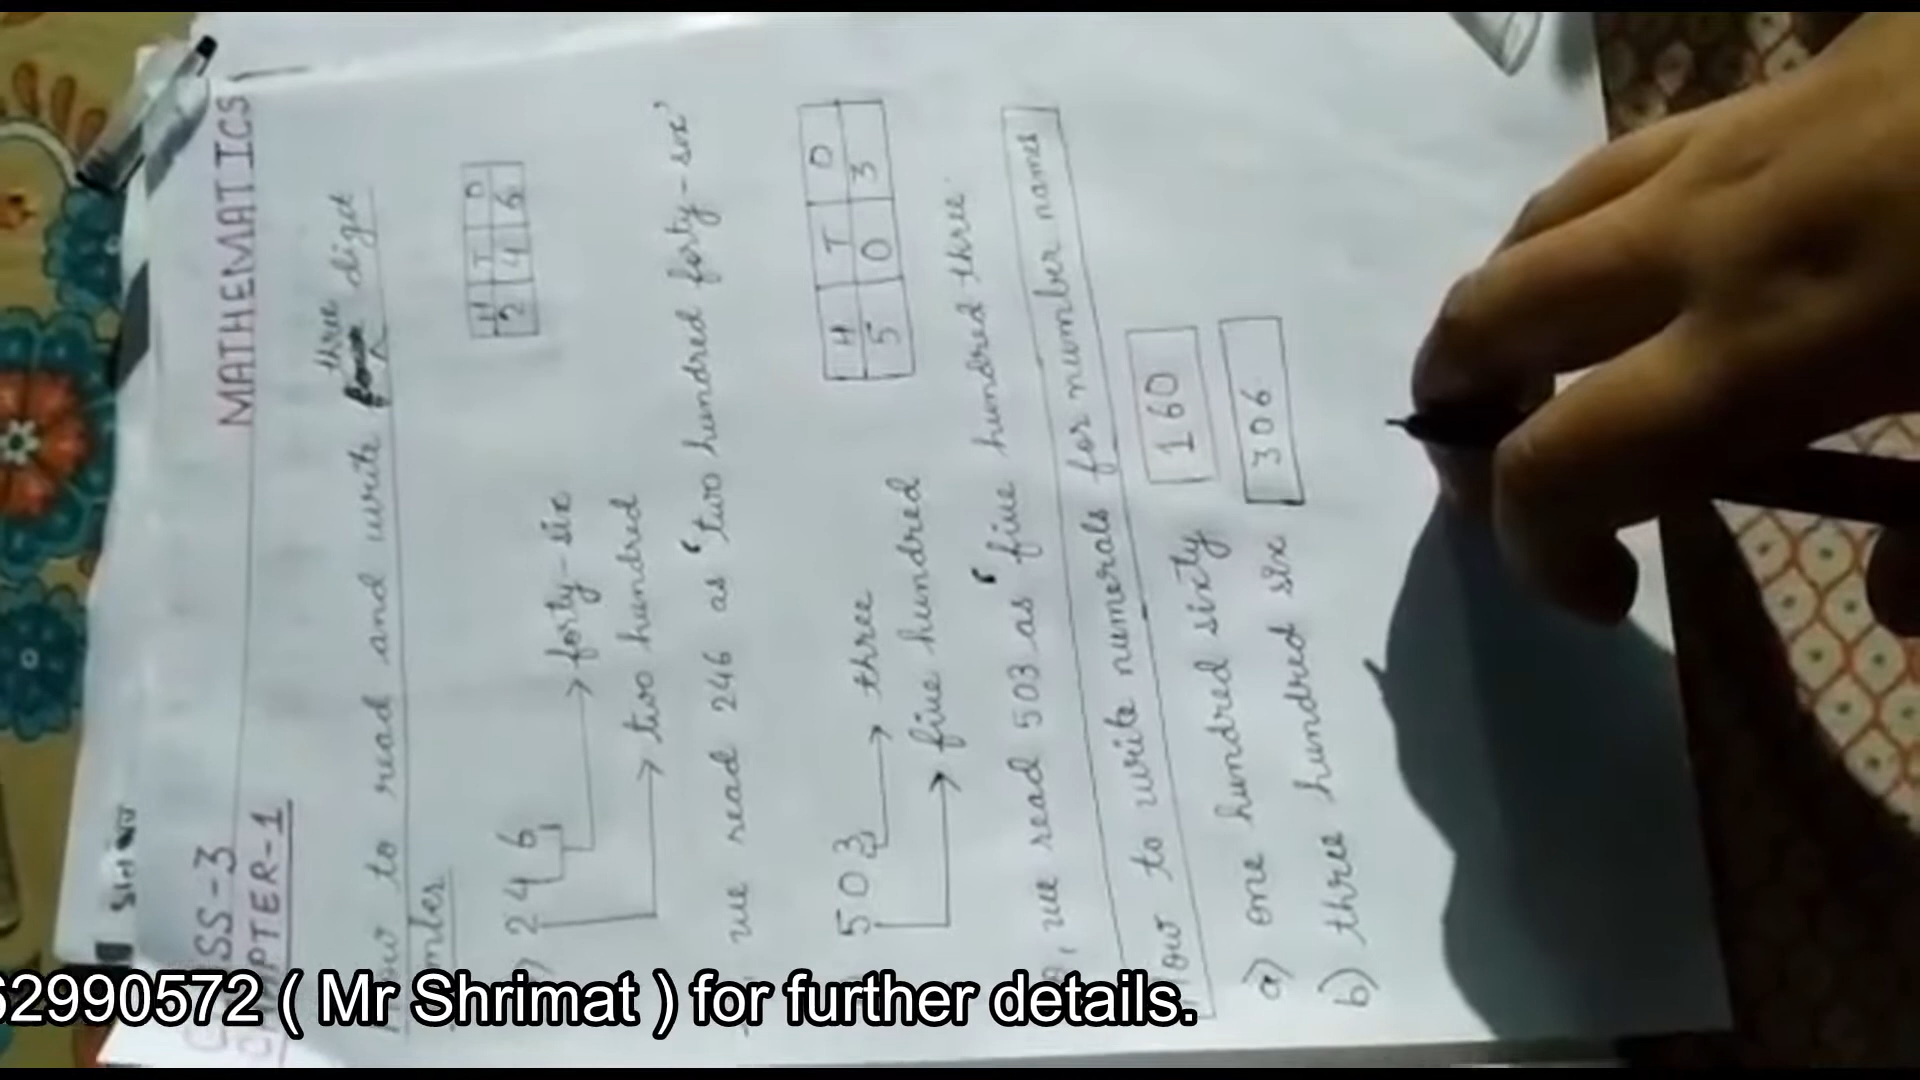 MATHEMATICS
SS-3
PTER-1
to read and write three digit
246
forty-six
two hundred
H T O
2 4 6
we read 246 as 'two hundred forty-six'
503
three
five hundred
H T O
5 0 3
we read 503 as 'five hundred three'
to write numerals for number names
a) one hundred sixty 160
b) three hundred six 306
62990572 ( Mr Shrimat ) for further details.